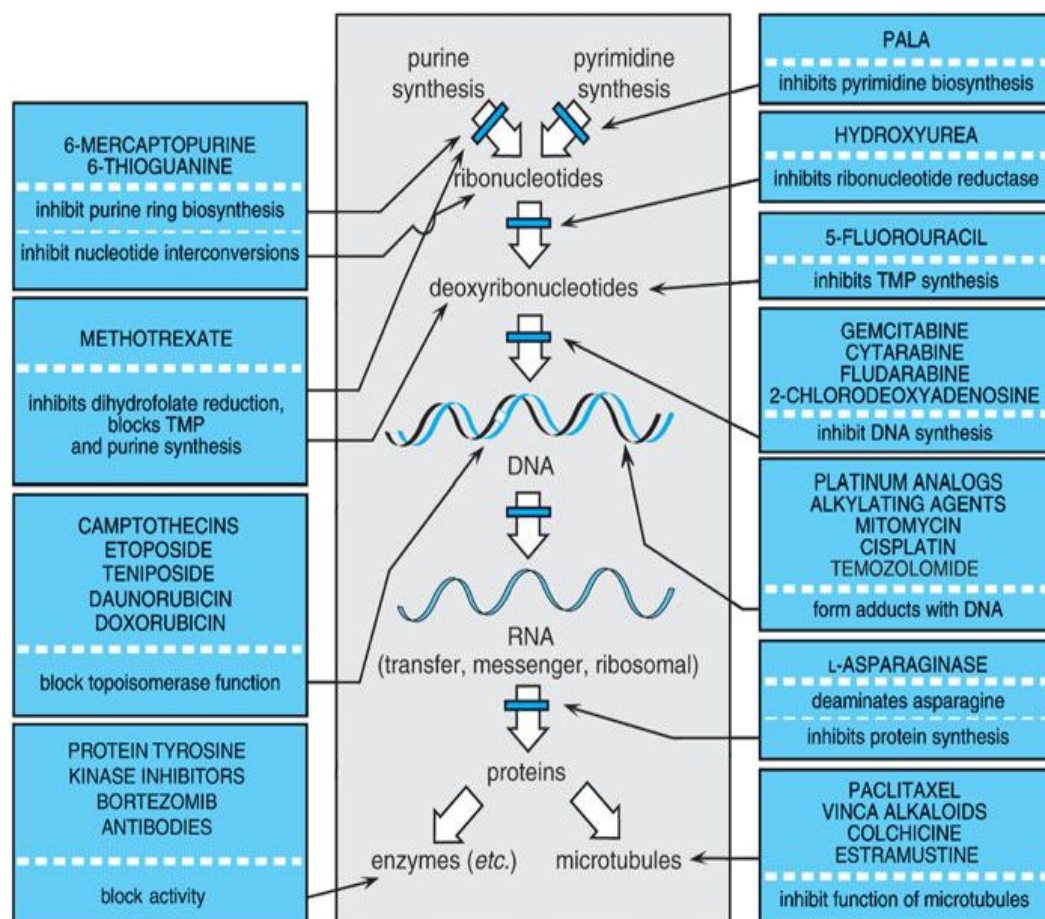 6-MERCAPTOPURINE
6-THIOGUANINE
inhibit purine ring biosynthesis
inhibit nucleotide interconversions
METHOTREXATE
inhibits dihydrofolate reduction,
blocks TMP
and purine synthesis
CAMPTOTHECINS
ETOPOSIDE
TENIPOSIDE
DAUNORUBICIN
DOXORUBICIN
block topoisomerase function
PROTEIN TYROSINE
KINASE INHIBITORS
BORTEZOMIB
ANTIBODIES
block activity
purine
synthesis
pyrimidine
synthesis
ribonucleotides
deoxyribonucleotides
DNA
RNA
(transfer, messenger, ribosomal)
proteins
enzymes (etc.)
microtubules
PALA
inhibits pyrimidine biosynthesis
HYDROXYUREA
inhibits ribonucleotide reductase
5-FLUOROURACIL
inhibits TMP synthesis
GEMCITABINE
CYTARABINE
FLUDARABINE
2-CHLORODEOXYADENOSINE
inhibit DNA synthesis
PLATINUM ANALOGS
ALKYLATING AGENTS
MITOMYCIN
CISPLATIN
TEMOZOLOMIDE
form adducts with DNA
L-ASPARAGINASE
deaminates asparagine
inhibits protein synthesis
PACLITAXEL
VINCA ALKALOIDS
COLCHICINE
ESTRAMUSTINE
inhibit function of microtubules